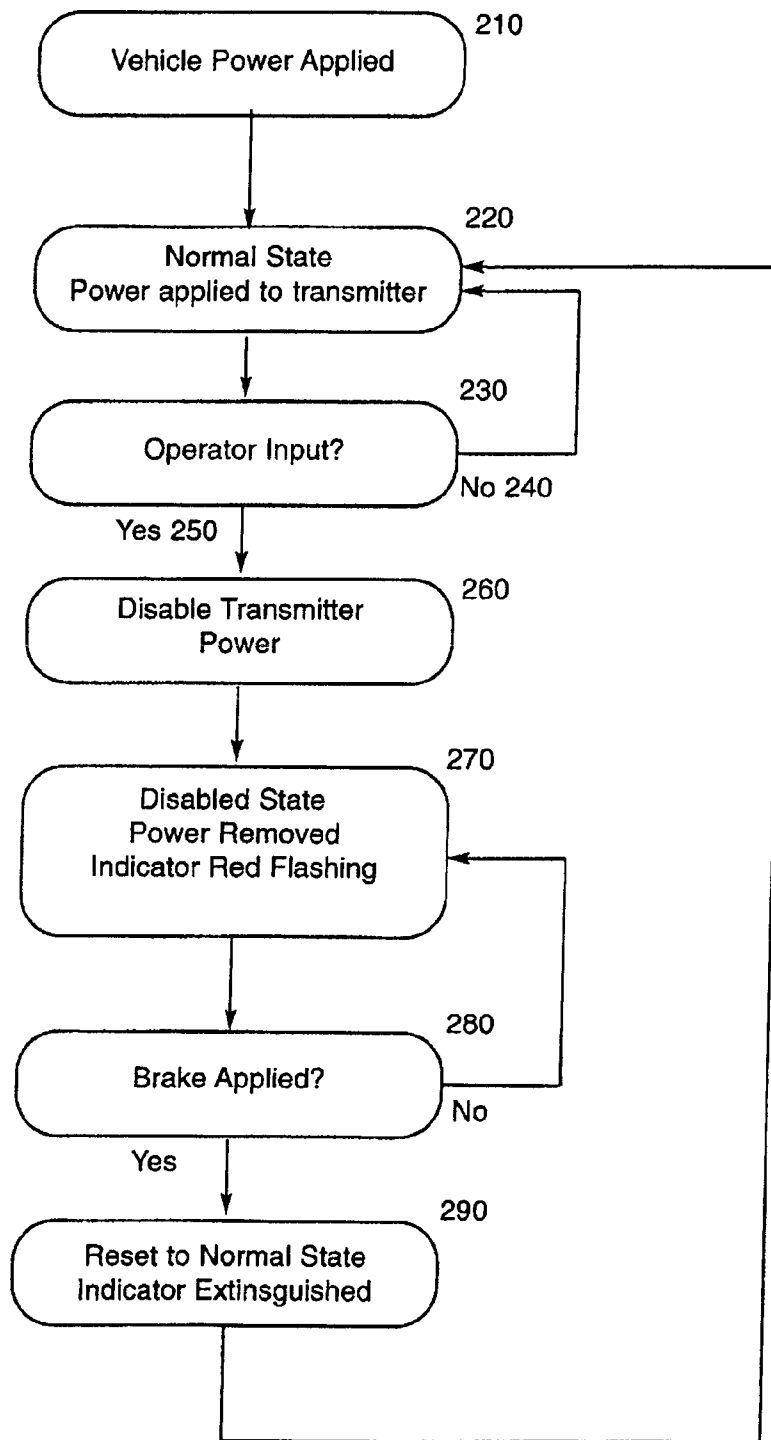 210
Vehicle Power Applied
220
Normal State
Power applied to transmitter
230
Operator Input?
No 240
Yes 250
260
Disable Transmitter
Power
270
Disabled State
Power Removed
Indicator Red Flashing
280
Brake Applied?
No
Yes
290
Reset to Normal State
Indicator Extinsguished